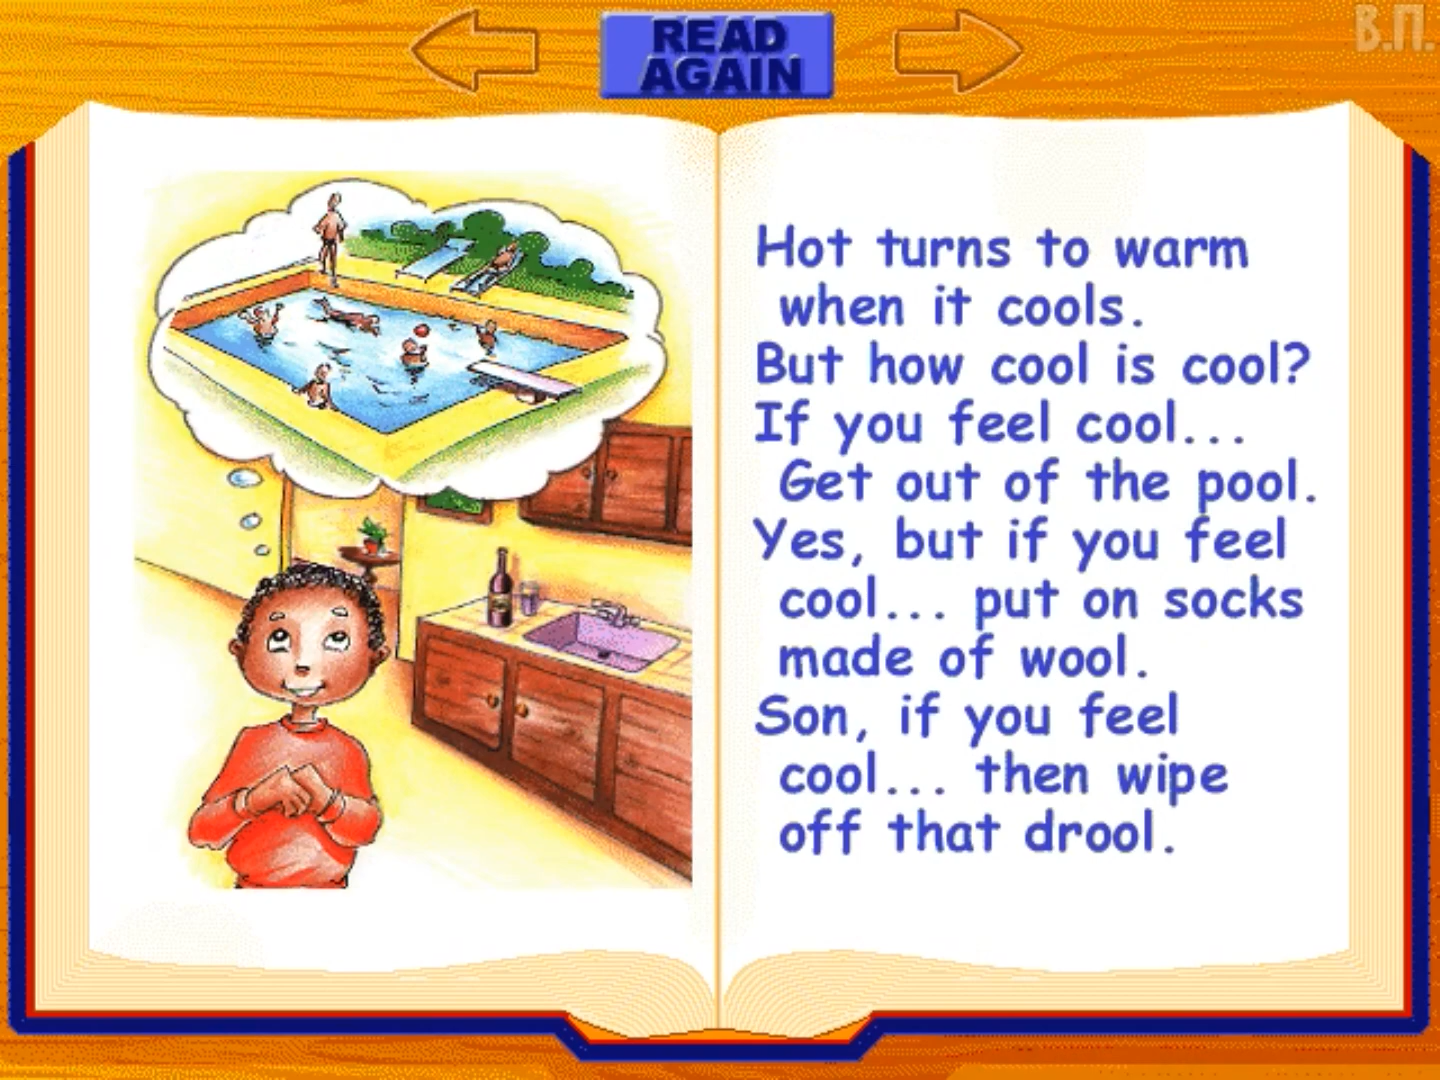 READ
AGAIN
В.П.
Hot turns to warm
when it cools.
But how cool is cool?
If you feel cool...
Get out of the pool.
Yes, but if you feel
cool... put on socks
made of wool.
Son, if you feel
cool... then wipe
off that drool.